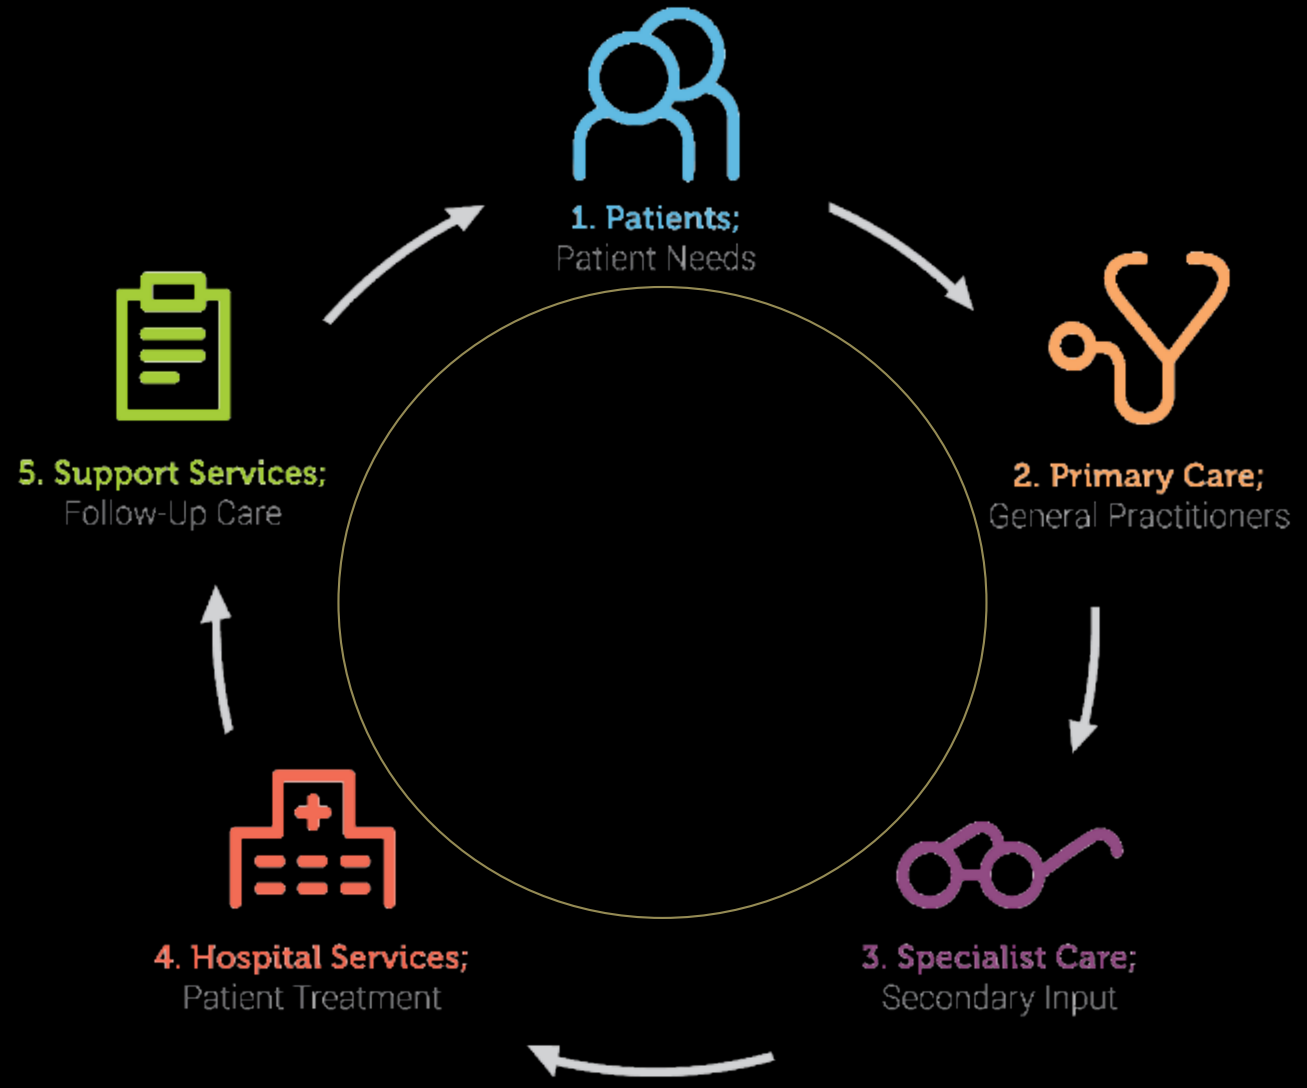 1. Patients;
Patient Needs
2. Primary Care;
General Practitioners
3. Specialist Care;
Secondary Input
4. Hospital Services;
Patient Treatment
5. Support Services;
Follow-Up Care